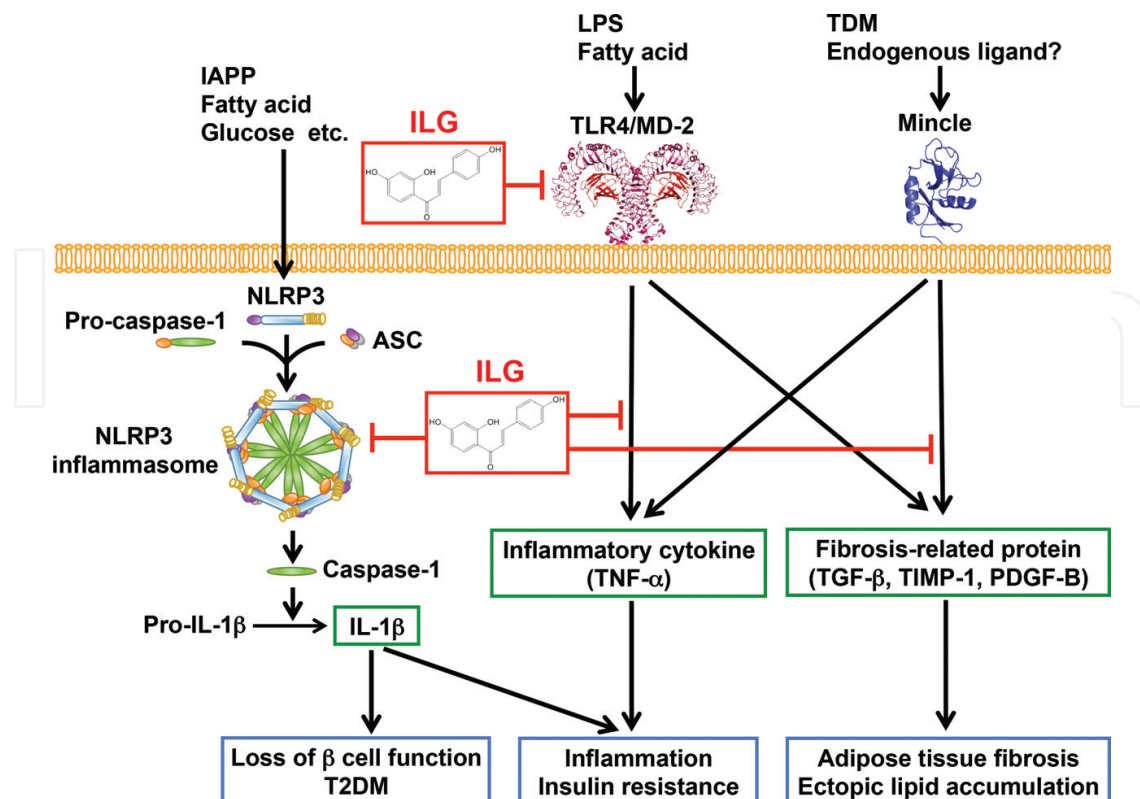 LPS
Fatty acid
TDM
Endogenous ligand?
IAPP
Fatty acid
Glucose etc.
ILG
HO
OH
OH
O
TLR4/MD-2
Mincle
NLRP3
Pro-caspase-1
ASC
ILG
HO
OH
OH
O
NLRP3
inflammasome
Caspase-1
Pro-IL-1β
IL-1β
Inflammatory cytokine
(TNF-α)
Fibrosis-related protein
(TGF-β, TIMP-1, PDGF-B)
Loss of β cell function
T2DM
Inflammation
Insulin resistance
Adipose tissue fibrosis
Ectopic lipid accumulation